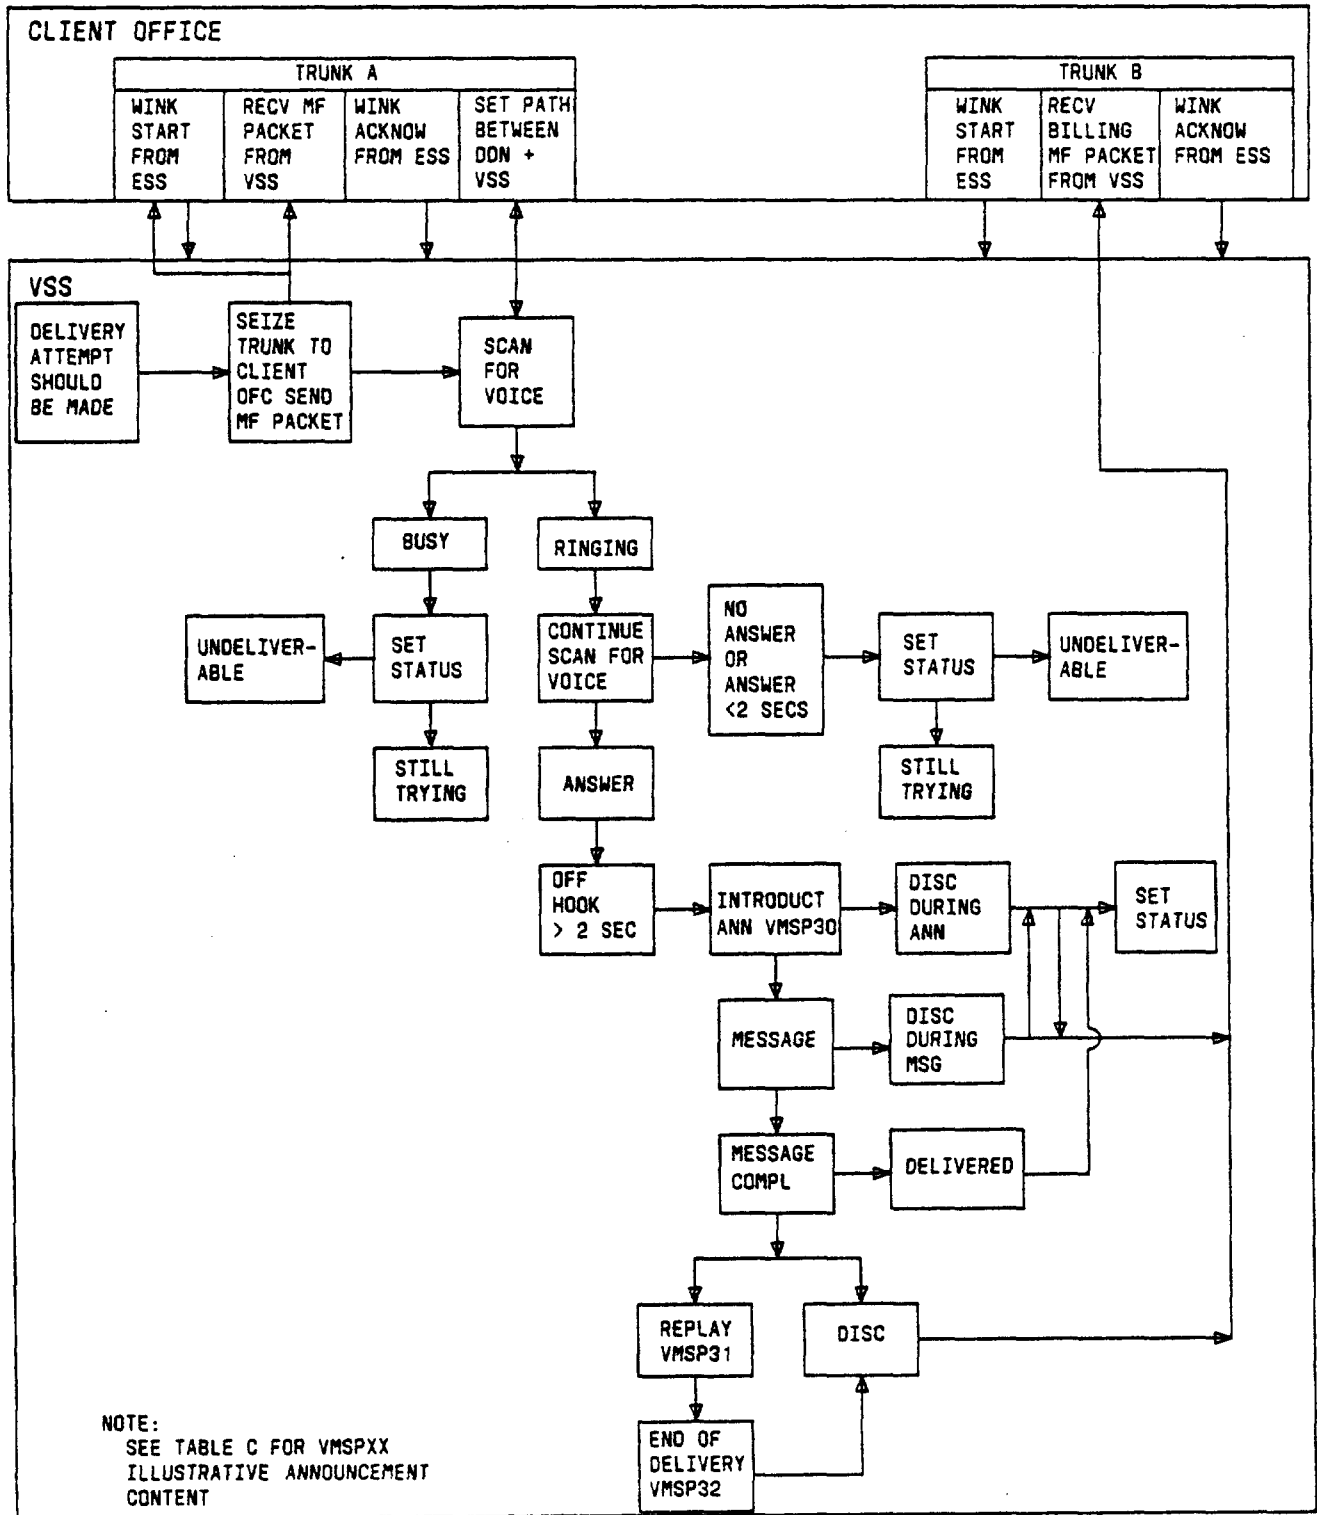 CLIENT OFFICE
TRUNK A
WINK
START
FROM
ESS
RECV MF
PACKET
FROM
VSS
WINK
ACKNOW
FROM ESS
SET PATH
BETWEEN
DDN +
VSS
TRUNK B
WINK
START
FROM
ESS
RECV
BILLING
MF PACKET
FROM VSS
WINK
ACKNOW
FROM ESS
VSS
DELIVERY
ATTEMPT
SHOULD
BE MADE
SEIZE
TRUNK TO
CLIENT
OFC SEND
MF PACKET
SCAN
FOR
VOICE
BUSY
RINGING
UNDELIVER-
ABLE
SET
STATUS
CONTINUE
SCAN FOR
VOICE
NO
ANSWER
OR
ANSWER
<2 SECS
SET
STATUS
UNDELIVER-
ABLE
STILL
TRYING
ANSWER
STILL
TRYING
OFF
HOOK
> 2 SEC
INTRODUCT
ANN VMSP30
DISC
DURING
ANN
SET
STATUS
MESSAGE
DISC
DURING
MSG
MESSAGE
COMPL
DELIVERED
REPLAY
VMSP31
DISC
END OF
DELIVERY
VMSP32
NOTE:
SEE TABLE C FOR VMSPXX
ILLUSTRATIVE ANNOUNCEMENT
CONTENT